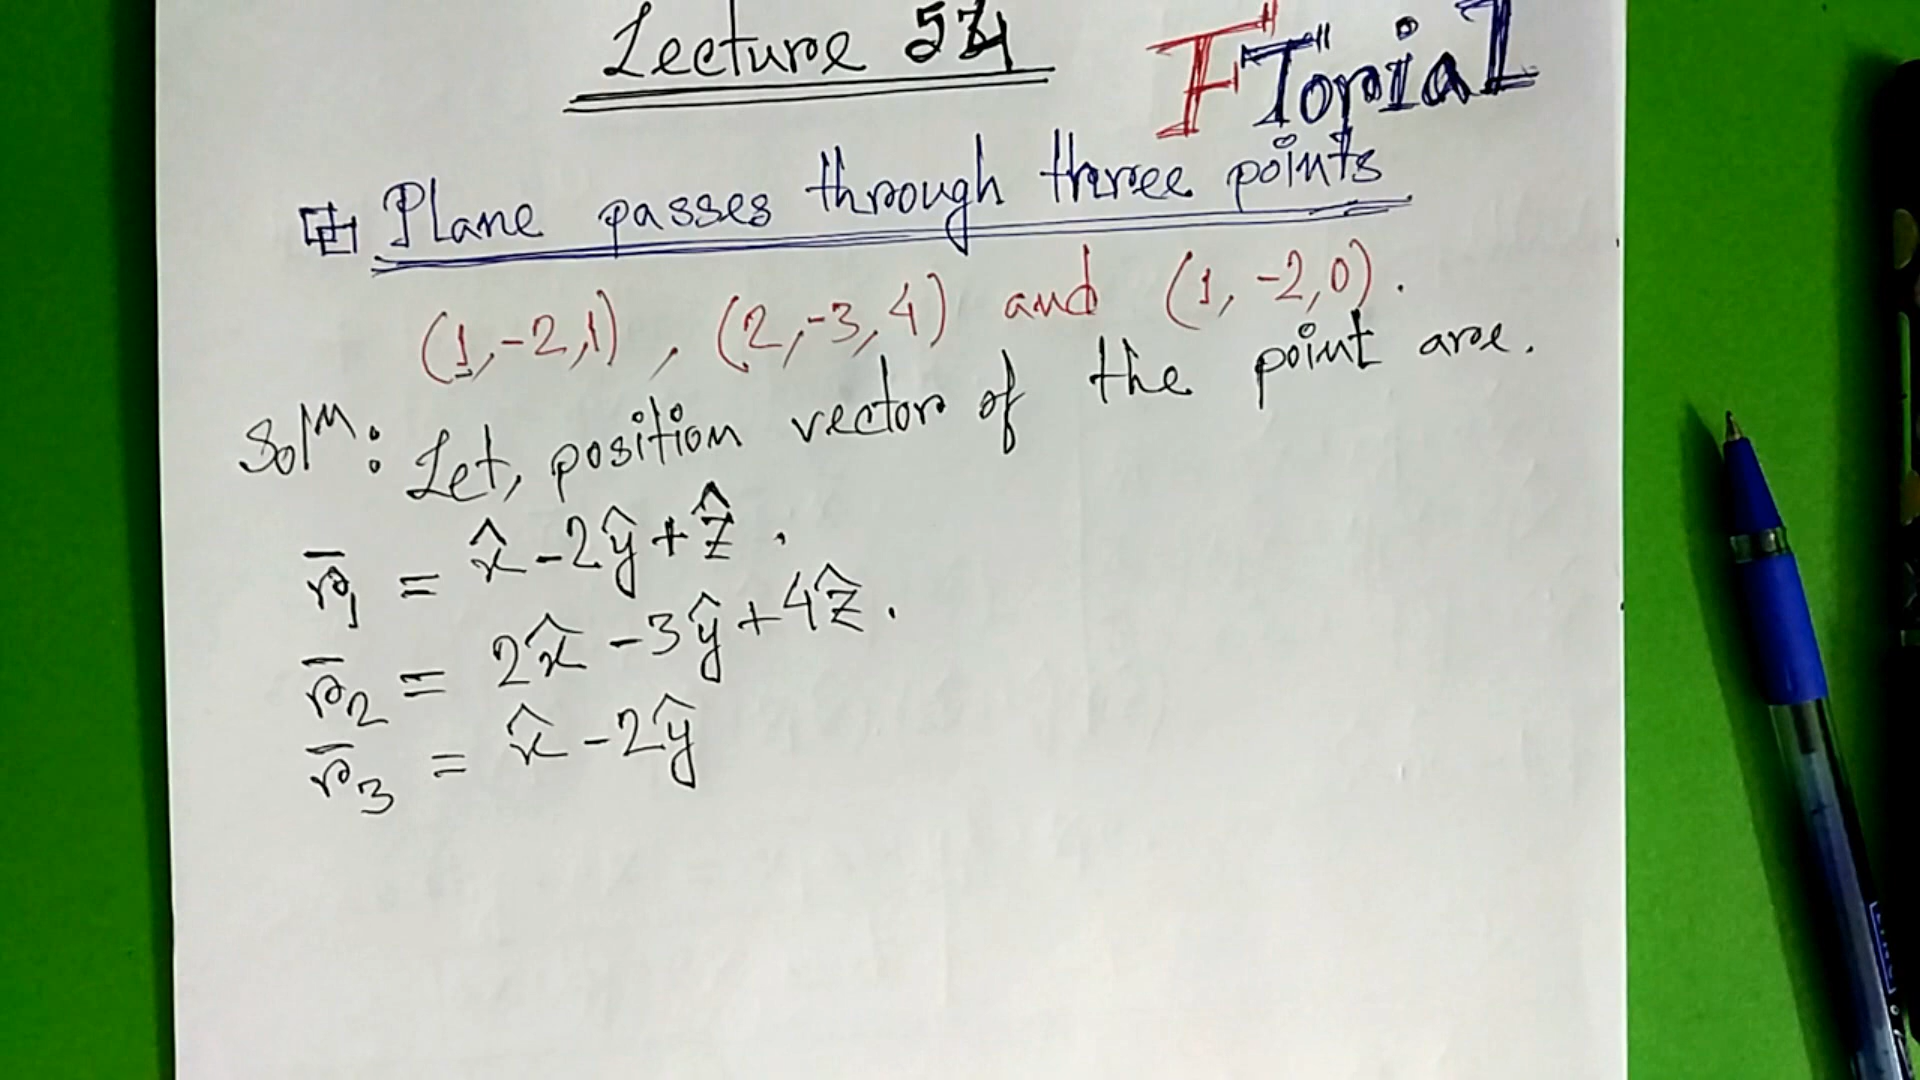 Lecture 54
FTorial
Plane passes through three points
(1,-2,1) , (2,-3,4) and (1,-2,0).
Solⁿ: Let, position vector of the point are.
r̄₁ = x̂ - 2ŷ + ẑ .
r̄₂ = 2x̂ - 3ŷ + 4ẑ .
r̄₃ = x̂ - 2ŷ